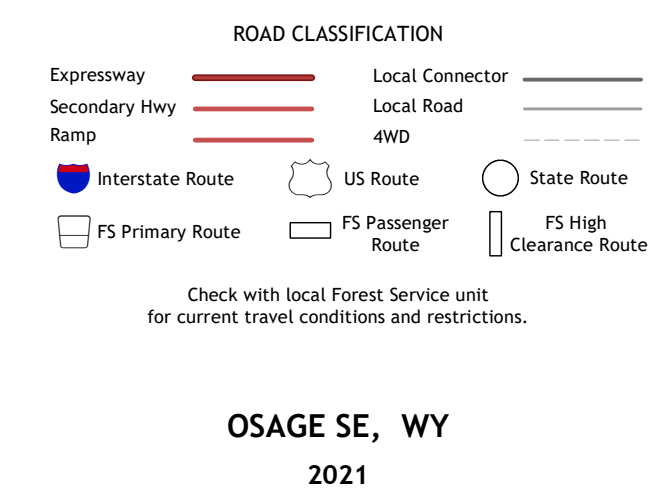 ROAD CLASSIFICATION
Expressway
Local Connector
Secondary Hwy
Local Road
Ramp
4WD
Interstate Route
US Route
State Route
FS Primary Route
FS Passenger
Route
FS High
Clearance Route
Check with local Forest Service unit
for current travel conditions and restrictions.
OSAGE SE, WY
2021